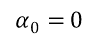 α₀ = 0